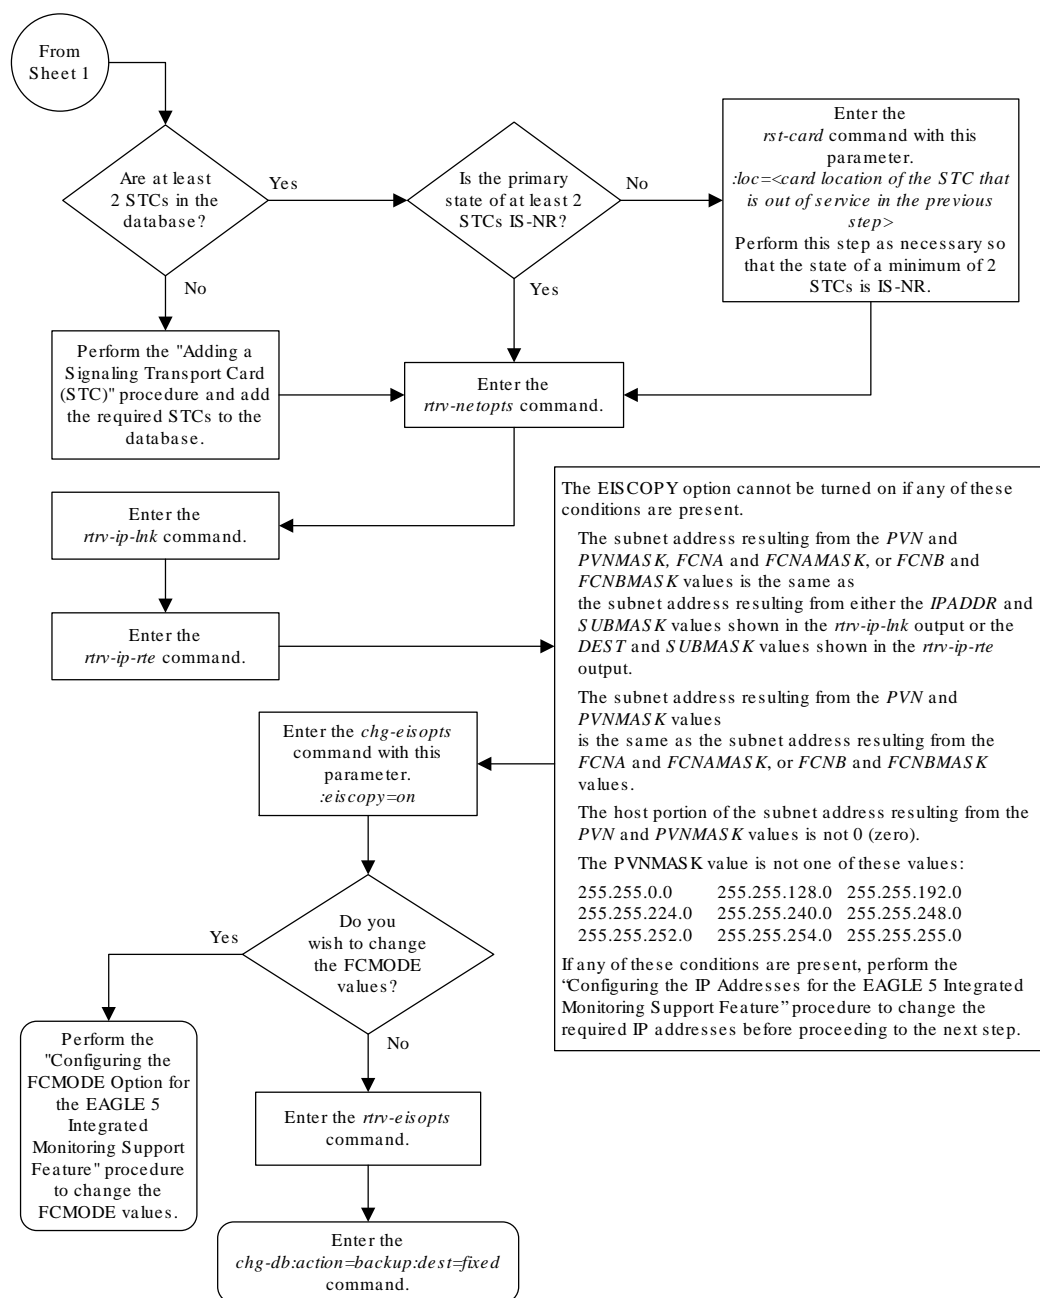 From
Sheet 1
Are at least
2 STCs in the
database?
Yes
No
Is the primary
state of at least 2
STCs IS-NR?
No
Yes
Enter the
rst-card command with this
parameter.
:loc=<card location of the STC that
is out of service in the previous
step>
Perform this step as necessary so
that the state of a minimum of 2
STCs is IS-NR.
Perform the "Adding a
Signaling Transport Card
(STC)" procedure and add
the required STCs to the
database.
Enter the
rtrv-netopts command.
Enter the
rtrv-ip-lnk command.
Enter the
rtrv-ip-rte command.
The EISCOPY option cannot be turned on if any of these
conditions are present.
The subnet address resulting from the PVN and
PVNMASK, FCNA and FCNAMASK, or FCNB and
FCNBMASK values is the same as
the subnet address resulting from either the IPADDR and
SUBMASK values shown in the rtrv-ip-lnk output or the
DEST and SUBMASK values shown in the rtrv-ip-rte
output.
The subnet address resulting from the PVN and
PVNMASK values
is the same as the subnet address resulting from the
FCNA and FCNAMASK, or FCNB and FCNBMASK
values.
The host portion of the subnet address resulting from the
PVN and PVNMASK values is not 0 (zero).
The PVNMASK value is not one of these values:
255.255.0.0 255.255.128.0 255.255.192.0
255.255.224.0 255.255.240.0 255.255.248.0
255.255.252.0 255.255.254.0 255.255.255.0
If any of these conditions are present, perform the
“Configuring the IP Addresses for the EAGLE 5 Integrated
Monitoring Support Feature” procedure to change the
required IP addresses before proceeding to the next step.
Enter the chg-eisopts
command with this
parameter.
:eiscopy=on
Do you
wish to change
the FCMODE
values?
Yes
No
Perform the
"Configuring the
FCMODE Option for
the EAGLE 5
Integrated
Monitoring Support
Feature" procedure
to change the
FCMODE values.
Enter the rtrv-eisopts
command.
Enter the
chg-db:action=backup:dest=fixed
command.